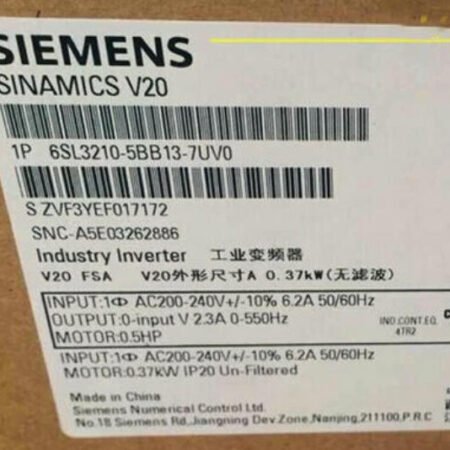 SIEMENS
SINAMICS V20
1P 6SL3210-5BB13-7UV0
S ZVF3YEF017172
SNC-A5E03262886
Industry Inverter 工业变频器
V20 FSA V20外形尺寸A 0.37kW(无滤波)
INPUT:1Φ AC200-240V+/-10% 6.2A 50/60Hz
OUTPUT:0-input V 2.3A 0-550Hz
MOTOR:0.5HP
IND.CONT.EQ.
47R2
INPUT:1Φ AC200-240V+/-10% 6.2A 50/60Hz
MOTOR:0.37kW IP20 Un-Filtered
Made in China
Siemens Numerical Control Ltd.
No.18 Siemens Rd,Jiangning Dev.Zone,Nanjing,211100,P.R.C